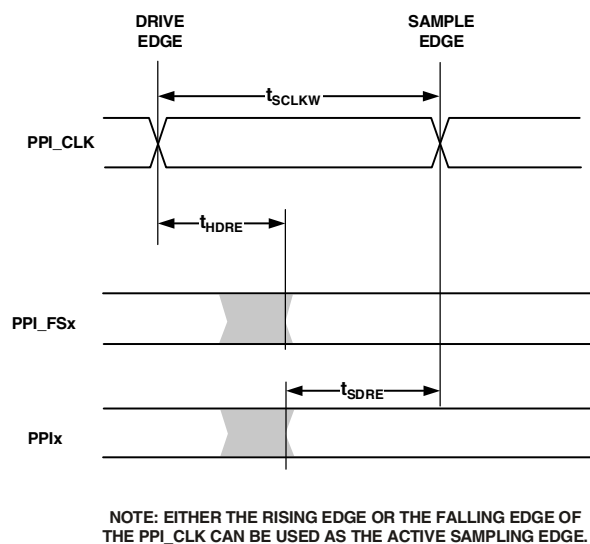 DRIVE
EDGE
SAMPLE
EDGE
tSCLKW
PPI_CLK
tHDRE
PPI_FSx
tSDRE
PPIx
NOTE: EITHER THE RISING EDGE OR THE FALLING EDGE OF
THE PPI_CLK CAN BE USED AS THE ACTIVE SAMPLING EDGE.